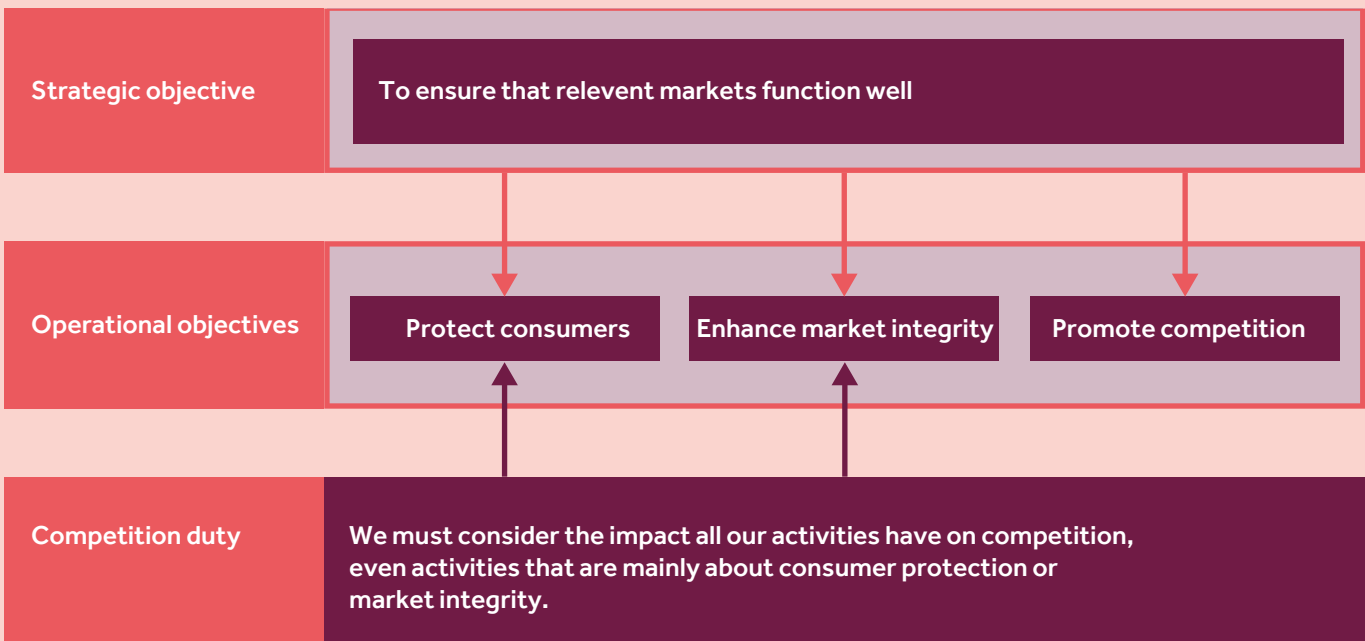 Strategic objective
To ensure that relevent markets function well
Operational objectives
Protect consumers
Enhance market integrity
Promote competition
Competition duty
We must consider the impact all our activities have on competition,
even activities that are mainly about consumer protection or
market integrity.